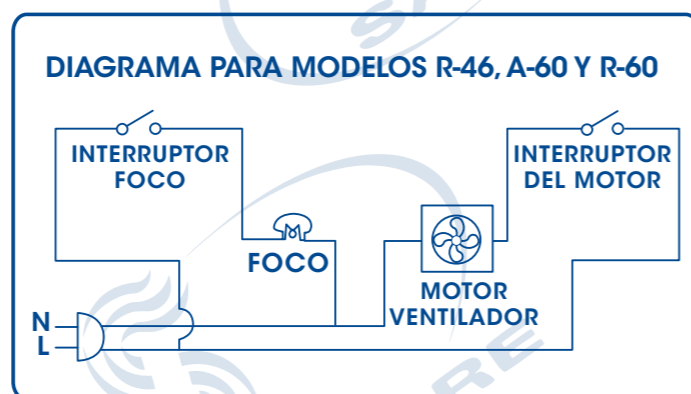 DIAGRAMA PARA MODELOS R-46, A-60 Y R-60
INTERRUPTOR
FOCO
INTERRUPTOR
DEL MOTOR
FOCO
MOTOR
VENTILADOR
N
L